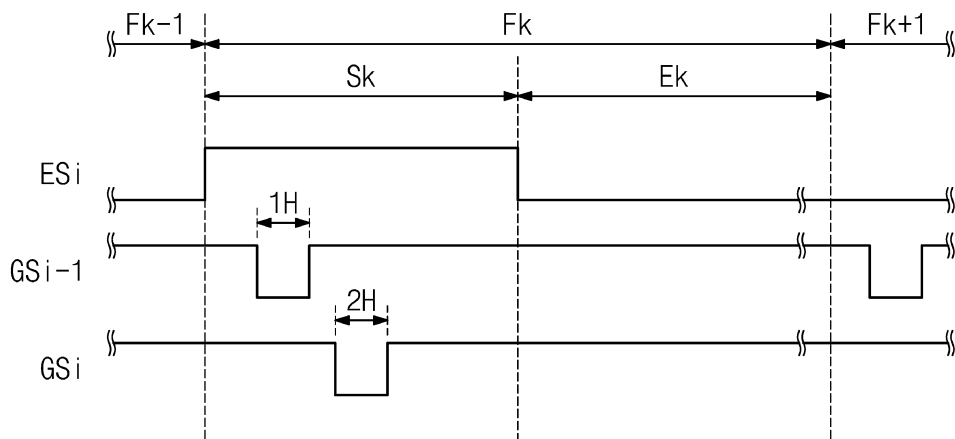 Fk-1 Fk Fk+1
Sk Ek
ESi
1H
GSi-1
2H
GSi